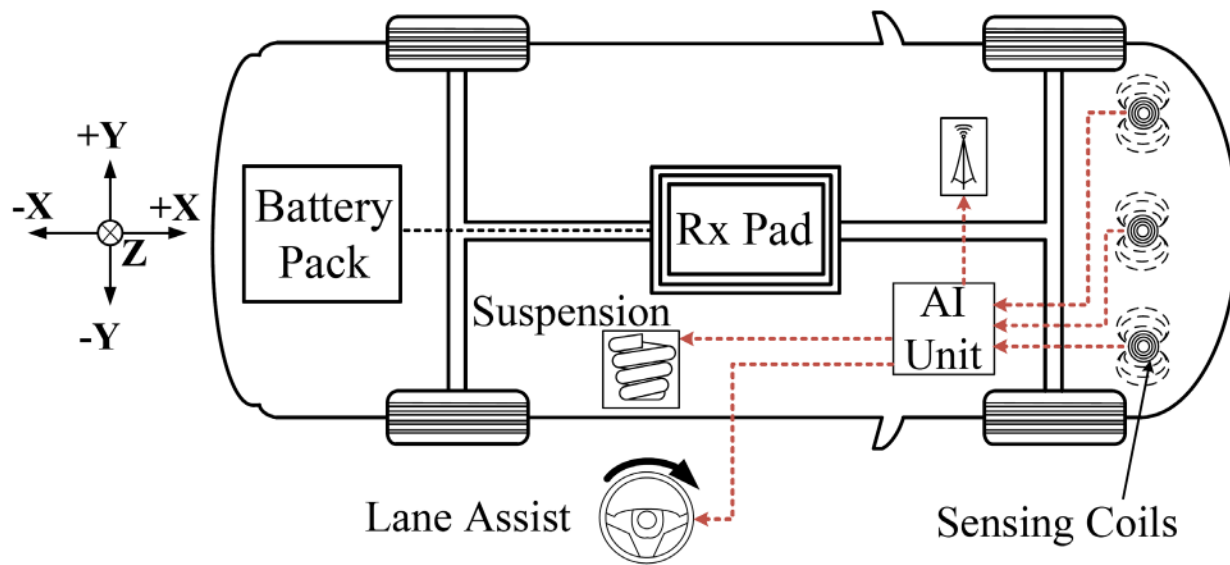 +Y
-X
+X
Z
-Y
Battery
Pack
Rx Pad
Suspension
AI
Unit
Lane Assist
Sensing Coils